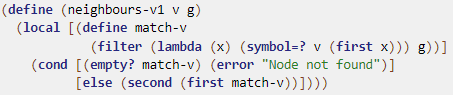 (define (neighbours-v1 v g)
  (local [(define match-v
            (filter (lambda (x) (symbol=? v (first x))) g))]
    (cond [(empty? match-v) (error "Node not found")]
          [else (second (first match-v))])))